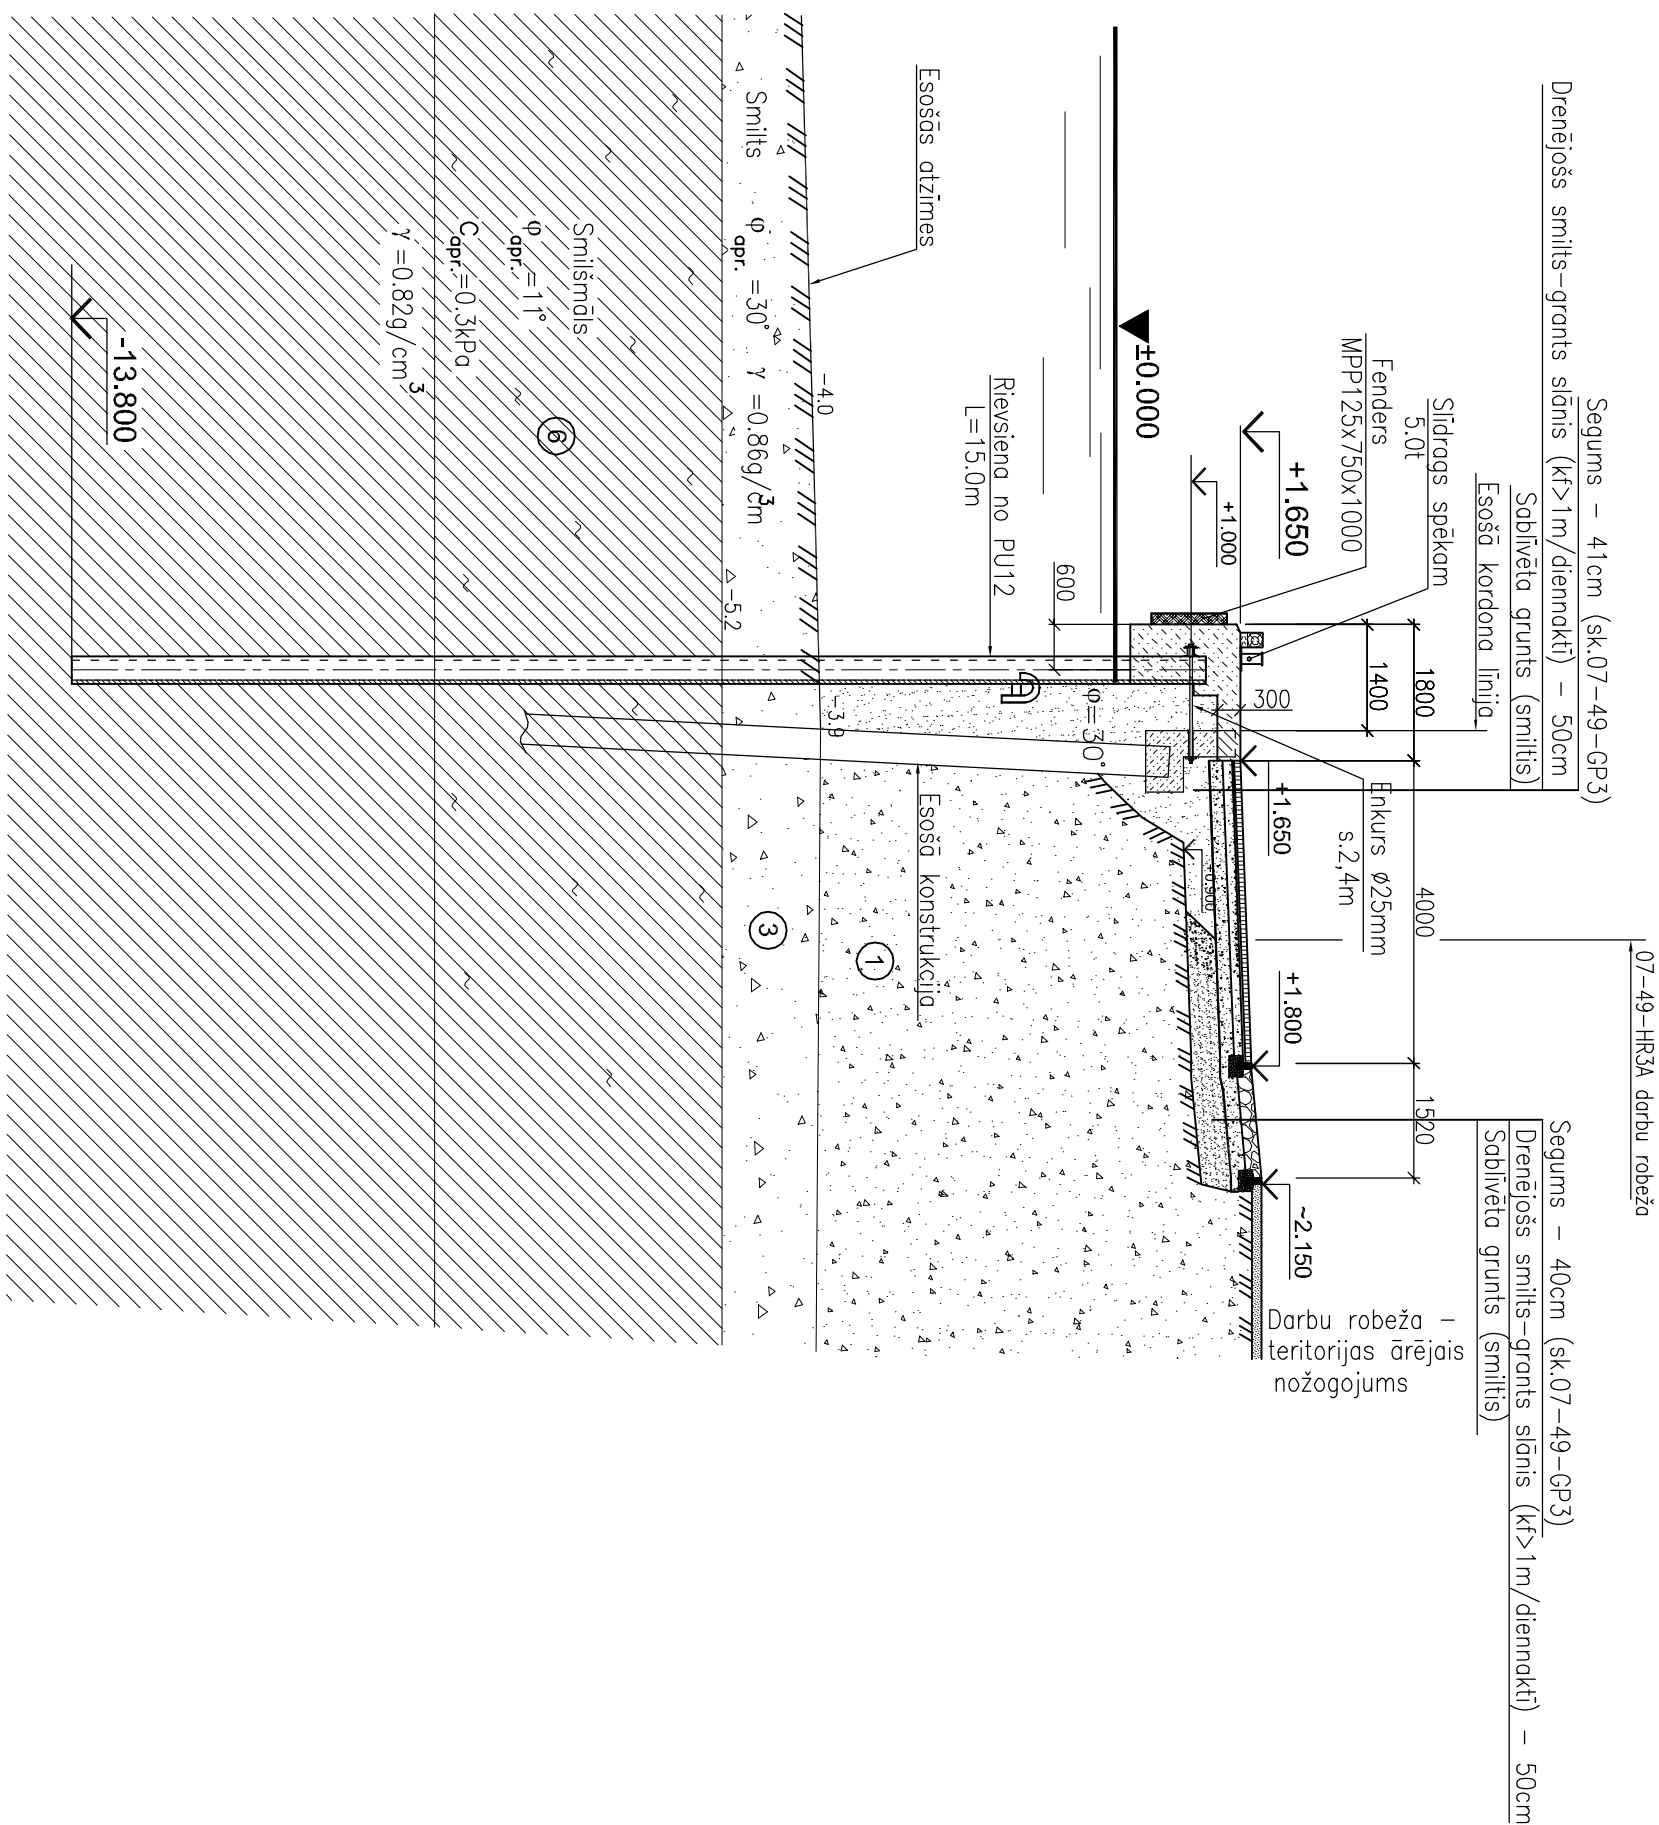 07-49-HR3A darbu robeža
Segums - 41cm (sk.07-49-GP3)
Drenējošs smilts-grants slānis (kf>1m/diennaktī) - 50cm
Sablīvēta grunts (smiltis)
Esošā kordona līnija
Slīdrags spēkam
5.0t
Fenders
MPP125x750x1000
Segums - 40cm (sk.07-49-GP3)
Drenējošs smilts-grants slānis (kf>1m/diennaktī) - 50cm
Sablīvēta grunts (smiltis)
1800
4000
1520
1400
Enkurs Ø25mm
s.2,4m
+1.650
+1.000
300
+1.650
+1.800
~2.150
+0.900
Darbu robeža -
teritorijas ārējais
nožogojums
±0.000
600
φ=30°
Rievsiena no PU12
L=15.0m
Esošās atzīmes
Esošā konstrukcija
-4.0
-3.9
1
3
Smilts φapr. =30° γ =0.86g/cm3
-5.2
Smilšmāls
φapr.=11°
Capr.=0.3kPa
γ =0.82g/cm3
6
-13.800